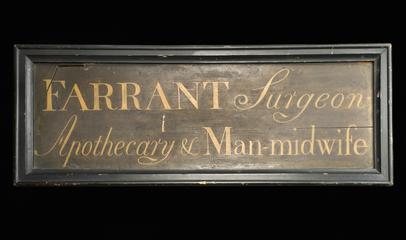 FARRANT Surgeon
Apothecary & Man-midwife